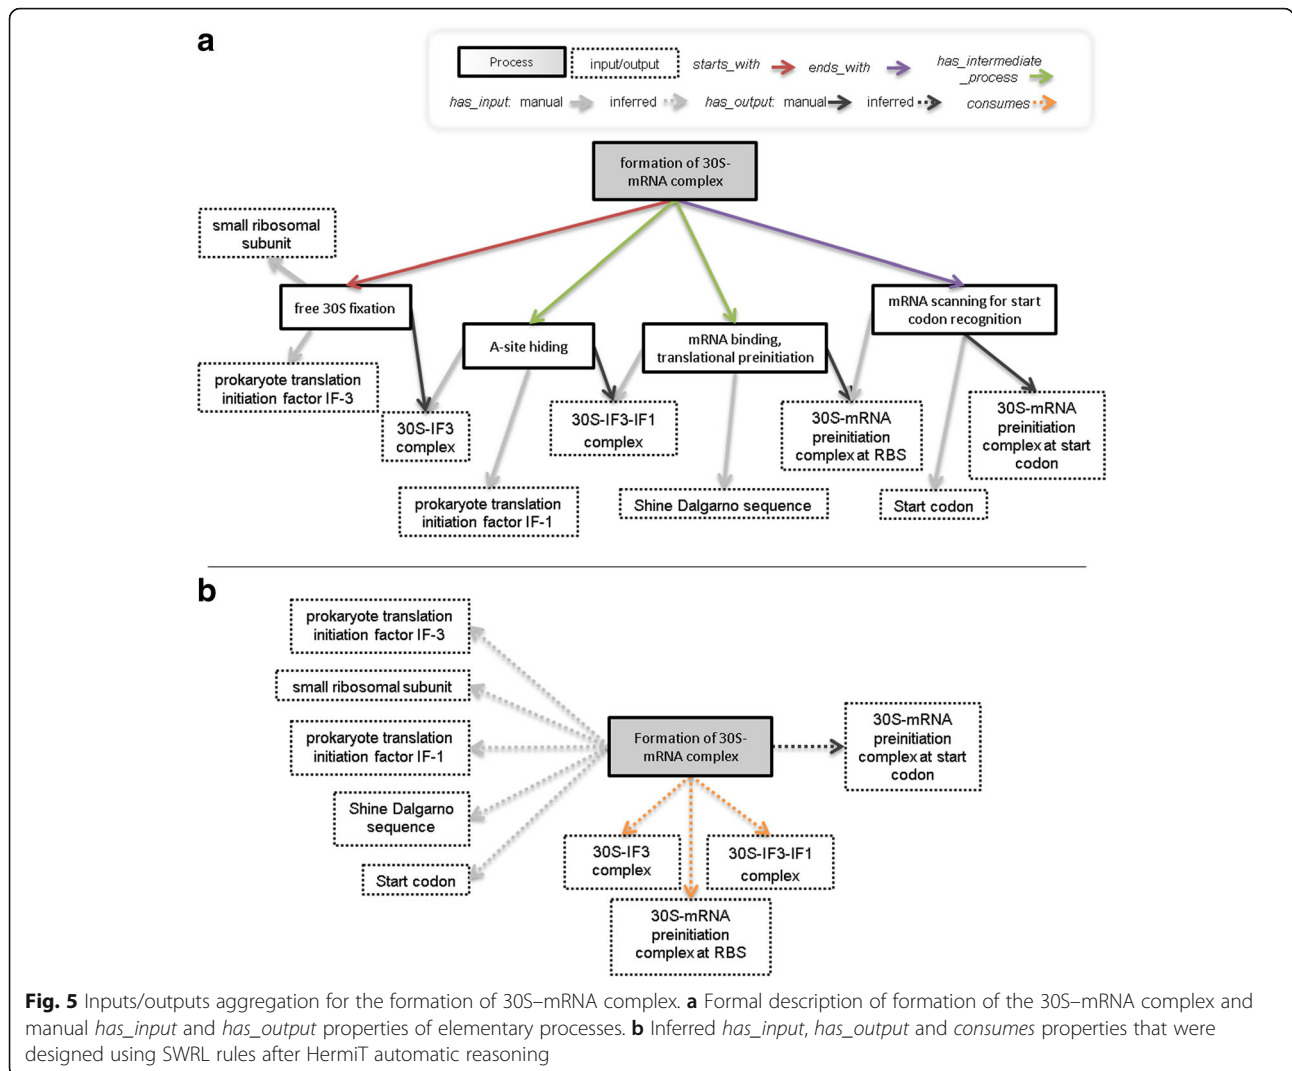 a
Process
input/output
starts_with
ends_with
has_intermediate
_process
has_input: manual
inferred
has_output: manual
inferred
consumes
formation of 30S-
mRNA complex
small ribosomal
subunit
free 30S fixation
mRNA scanning for start
codon recognition
A-site hiding
mRNA binding,
translational preinitiation
prokaryote translation
initiation factor IF-3
30S-IF3
complex
30S-IF3-IF1
complex
30S-mRNA
preinitiation
complex at RBS
30S-mRNA
preinitiation
complex at start
codon
prokaryote translation
initiation factor IF-1
Shine Dalgarno sequence
Start codon
b
prokaryote translation
initiation factor IF-3
small ribosomal subunit
prokaryote translation
initiation factor IF-1
Shine Dalgarno
sequence
Start codon
Formation of 30S-
mRNA complex
30S-mRNA
preinitiation
complex at start
codon
30S-IF3
complex
30S-IF3-IF1
complex
30S-mRNA
preinitiation
complex at RBS
Fig. 5 Inputs/outputs aggregation for the formation of 30S–mRNA complex. a Formal description of formation of the 30S–mRNA complex and
manual has_input and has_output properties of elementary processes. b Inferred has_input, has_output and consumes properties that were
designed using SWRL rules after HermiT automatic reasoning